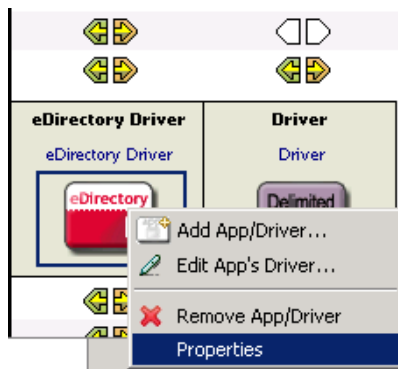 eDirectory Driver Driver
eDirectory Driver Driver
eDirectory Delimited
Add App/Driver...
Edit App's Driver...
Remove App/Driver
Properties